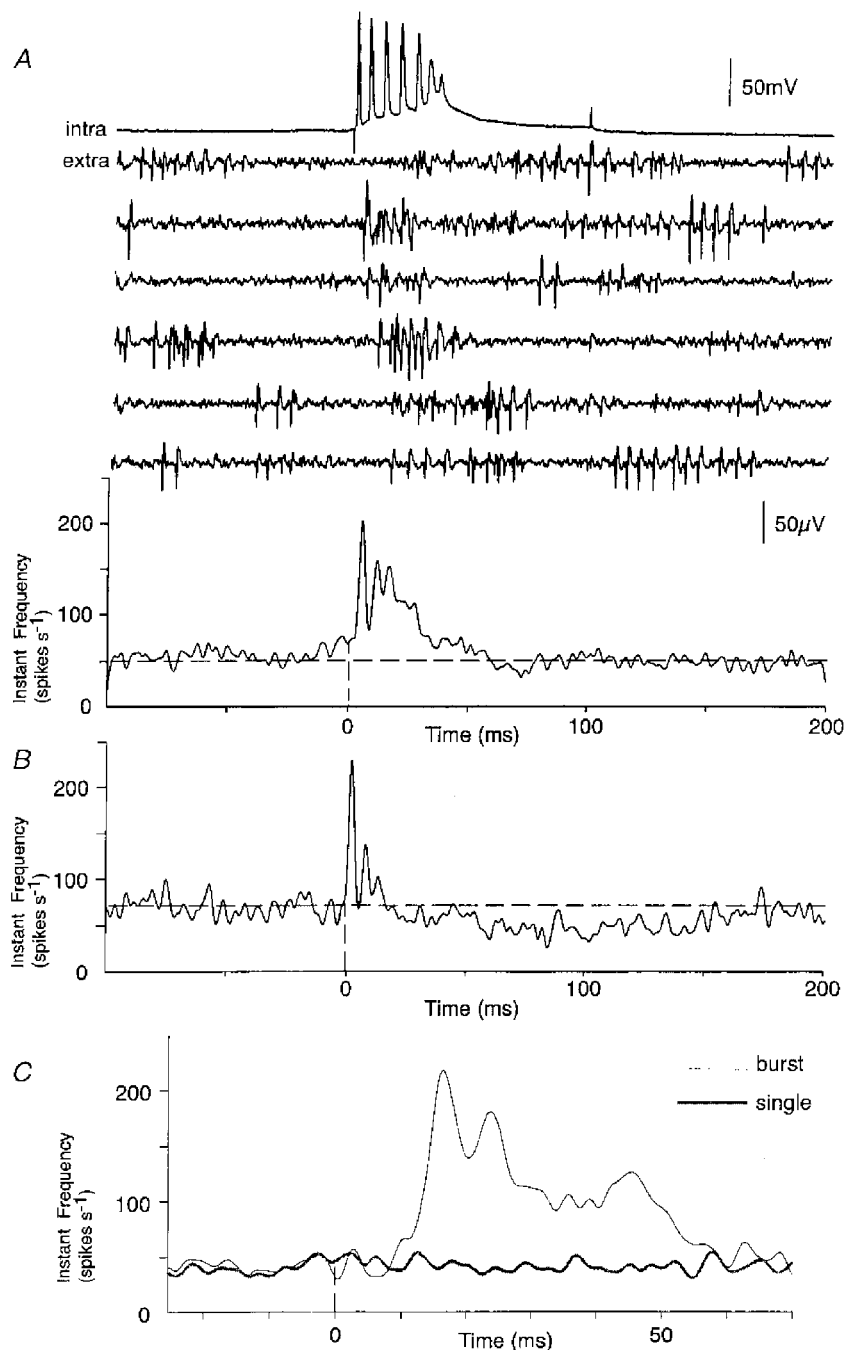 A
50mV
intra
extra
50µV
200
100
0
Instant Frequency
(spikes s⁻¹)
0
100
200
Time (ms)
B
200
100
0
Instant Frequency
(spikes s⁻¹)
0
100
200
Time (ms)
C
burst
single
200
100
0
Instant Frequency
(spikes s⁻¹)
0
50
Time (ms)